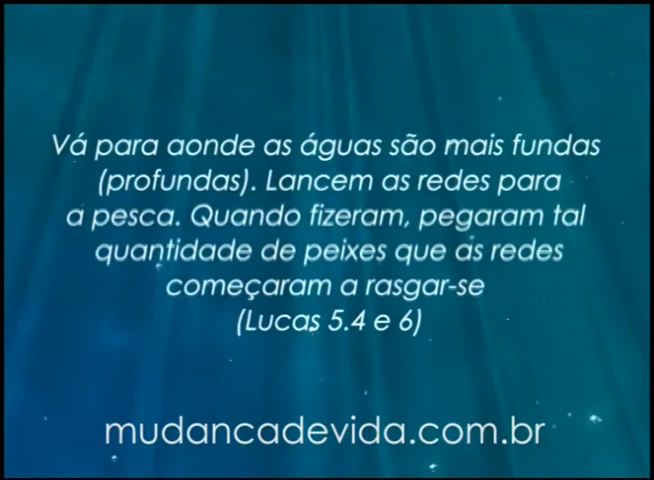 Vá para aonde as águas são mais fundas
(profundas). Lancem as redes para
a pesca. Quando fizeram, pegaram tal
quantidade de peixes que as redes
começaram a rasgar-se
(Lucas 5.4 e 6)
mudancadevida.com.br